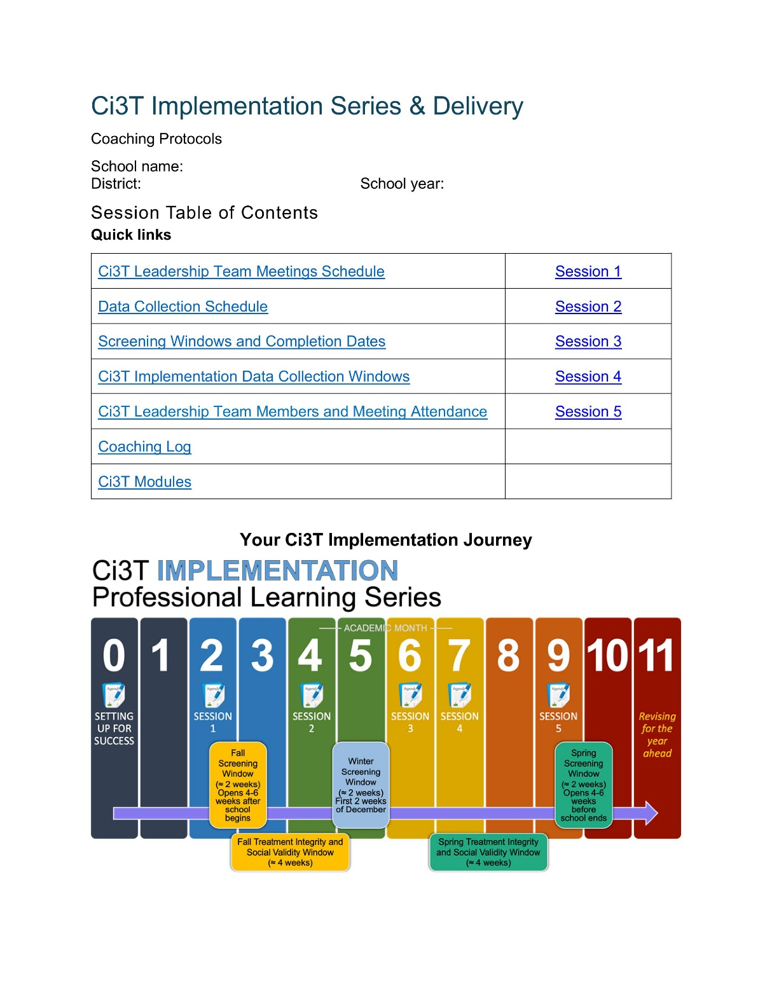 Ci3T Implementation Series & Delivery
Coaching Protocols
School name:
District: School year:
Session Table of Contents
Quick links
Ci3T Leadership Team Meetings Schedule Session 1
Data Collection Schedule Session 2
Screening Windows and Completion Dates Session 3
Ci3T Implementation Data Collection Windows Session 4
Ci3T Leadership Team Members and Meeting Attendance Session 5
Coaching Log
Ci3T Modules
Your Ci3T Implementation Journey
Ci3T IMPLEMENTATION
Professional Learning Series
ACADEMIC MONTH
0 1 2 3 4 5 6 7 8 9 10 11
Agenda Agenda Agenda Agenda Agenda Agenda
SETTING
UP FOR
SUCCESS
SESSION
1
SESSION
2
SESSION
3
SESSION
4
SESSION
5
Revising
for the
year
ahead
Fall
Screening
Window
(≈ 2 weeks)
Opens 4-6
weeks after
school
begins
Winter
Screening
Window
(≈ 2 weeks)
First 2 weeks
of December
Spring
Screening
Window
(≈ 2 weeks)
Opens 4-6
weeks
before
school ends
Fall Treatment Integrity and
Social Validity Window
(≈ 4 weeks)
Spring Treatment Integrity
and Social Validity Window
(≈ 4 weeks)